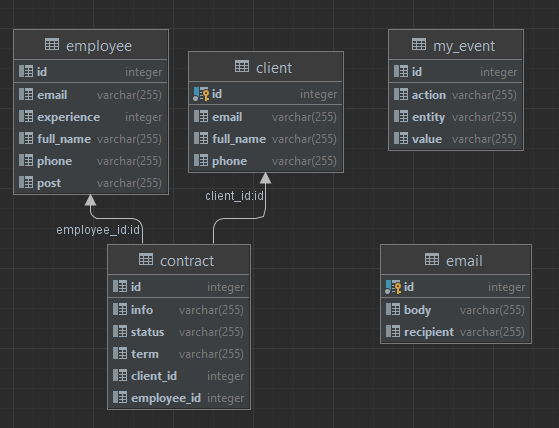 employee
id integer
email varchar(255)
experience integer
full_name varchar(255)
phone varchar(255)
post varchar(255)
client
id integer
email varchar(255)
full_name varchar(255)
phone varchar(255)
my_event
id integer
action varchar(255)
entity varchar(255)
value varchar(255)
client_id:id
employee_id:id
contract
id integer
info varchar(255)
status varchar(255)
term varchar(255)
client_id integer
employee_id integer
email
id integer
body varchar(255)
recipient varchar(255)